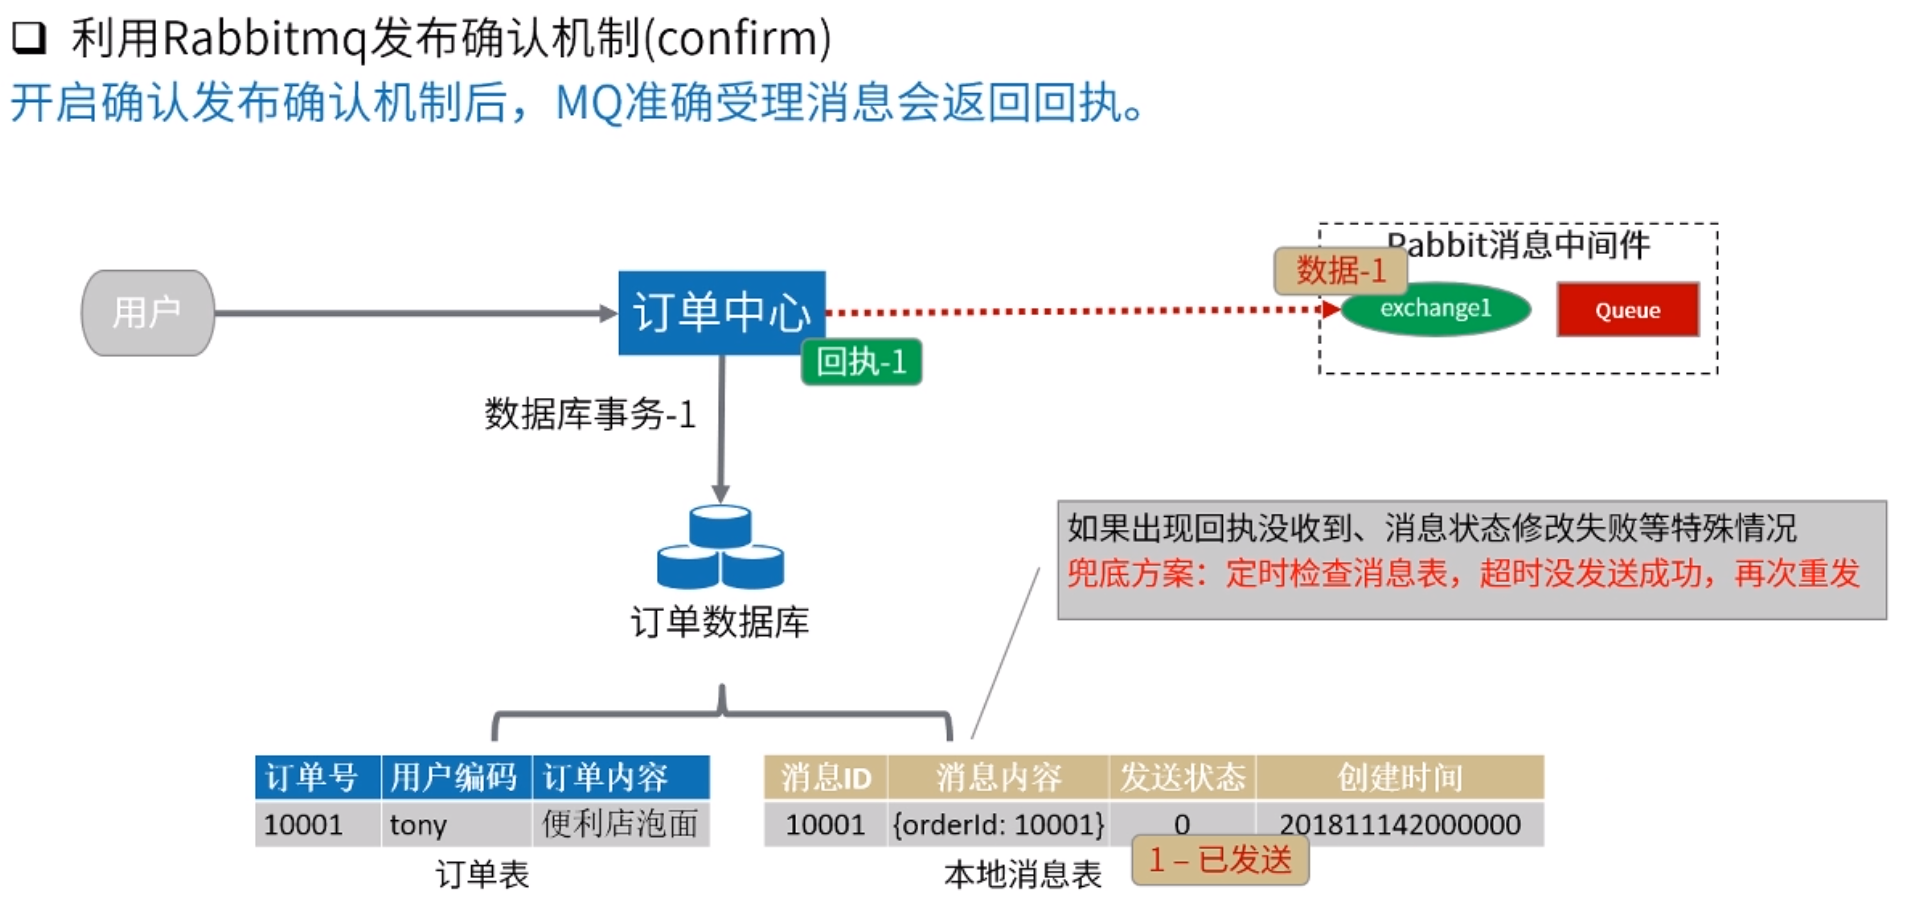 利用Rabbitmq发布确认机制(confirm)
开启确认发布确认机制后，MQ准确受理消息会返回回执。
Rabbit消息中间件
数据-1
用户
订单中心
exchange1
Queue
回执-1
数据库事务-1
订单数据库
如果出现回执没收到、消息状态修改失败等特殊情况
兜底方案：定时检查消息表，超时没发送成功，再次重发
订单号 用户编码 订单内容
10001 tony 便利店泡面
订单表
消息ID 消息内容 发送状态 创建时间
10001 {orderId: 10001} 0 201811142000000
1 – 已发送
本地消息表